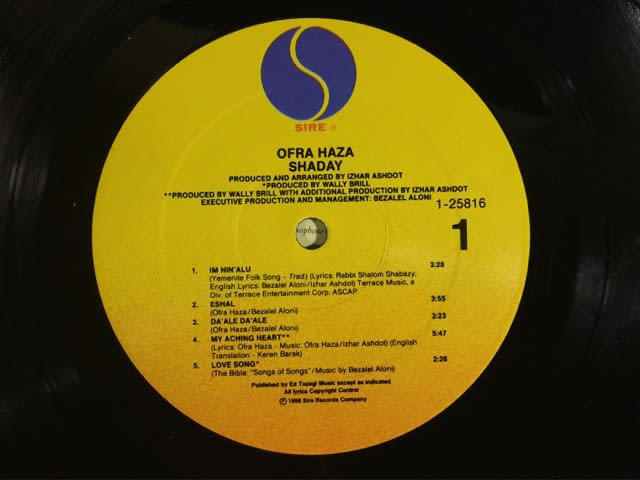 SIRE ®
OFRA HAZA
SHADAY
PRODUCED AND ARRANGED BY IZHAR ASHDOT
*PRODUCED BY WALLY BRILL
**PRODUCED BY WALLY BRILL WITH ADDITIONAL PRODUCTION BY IZHAR ASHDOT
EXECUTIVE PRODUCTION AND MANAGEMENT: BEZALEL ALONI
1-25816
1
1. IM NIN'ALU 3:28
(Yemenite Folk Song - Trad) (Lyrics: Rabbi Shalom Shabazy;
English Lyrics: Bezalel Aloni/Izhar Ashdot) Terrace Music, a
Div. of Terrace Entertainment Corp. ASCAP.
2. ESHAL 3:55
(Ofra Haza/Bezalel Aloni)
3. DA'ALE DA'ALE 3:23
(Ofra Haza/Bezalel Aloni)
4. MY ACHING HEART** 5:47
(Lyrics: Ofra Haza - Music: Ofra Haza/Izhar Ashdot) (English
Translation - Keren Barak)
5. LOVE SONG* 2:26
(The Bible: "Songs of Songs"/Music by Bezalel Aloni)
Published by Ed Tozagi Music except as indicated
All lyrics Copyright Control
℗ 1988 Sire Records Company